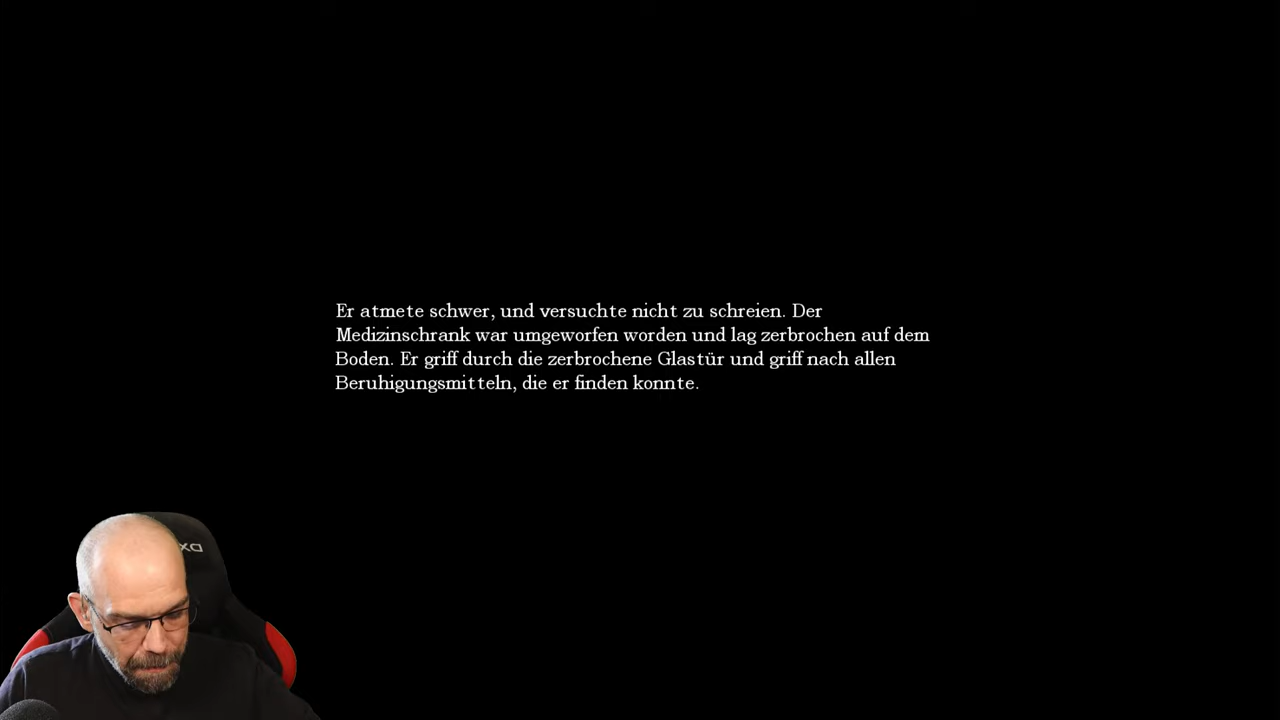 Er atmete schwer, und versuchte nicht zu schreien. Der
Medizinschrank war umgeworfen worden und lag zerbrochen auf dem
Boden. Er griff durch die zerbrochene Glastür und griff nach allen
Beruhigungsmitteln, die er finden konnte.